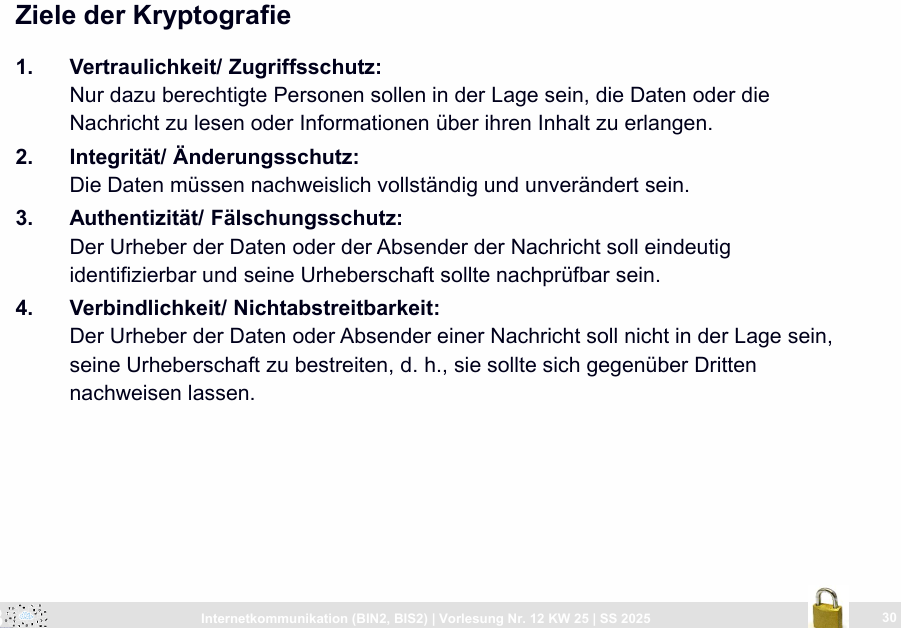 Ziele der Kryptografie
1. Vertraulichkeit/ Zugriffsschutz:
Nur dazu berechtigte Personen sollen in der Lage sein, die Daten oder die
Nachricht zu lesen oder Informationen über ihren Inhalt zu erlangen.
2. Integrität/ Änderungsschutz:
Die Daten müssen nachweislich vollständig und unverändert sein.
3. Authentizität/ Fälschungsschutz:
Der Urheber der Daten oder der Absender der Nachricht soll eindeutig
identifizierbar und seine Urheberschaft sollte nachprüfbar sein.
4. Verbindlichkeit/ Nichtabstreitbarkeit:
Der Urheber der Daten oder Absender einer Nachricht soll nicht in der Lage sein,
seine Urheberschaft zu bestreiten, d. h., sie sollte sich gegenüber Dritten
nachweisen lassen.
Internetkommunikation (BIN2, BIS2) | Vorlesung Nr. 12 KW 25 | SS 2025
30